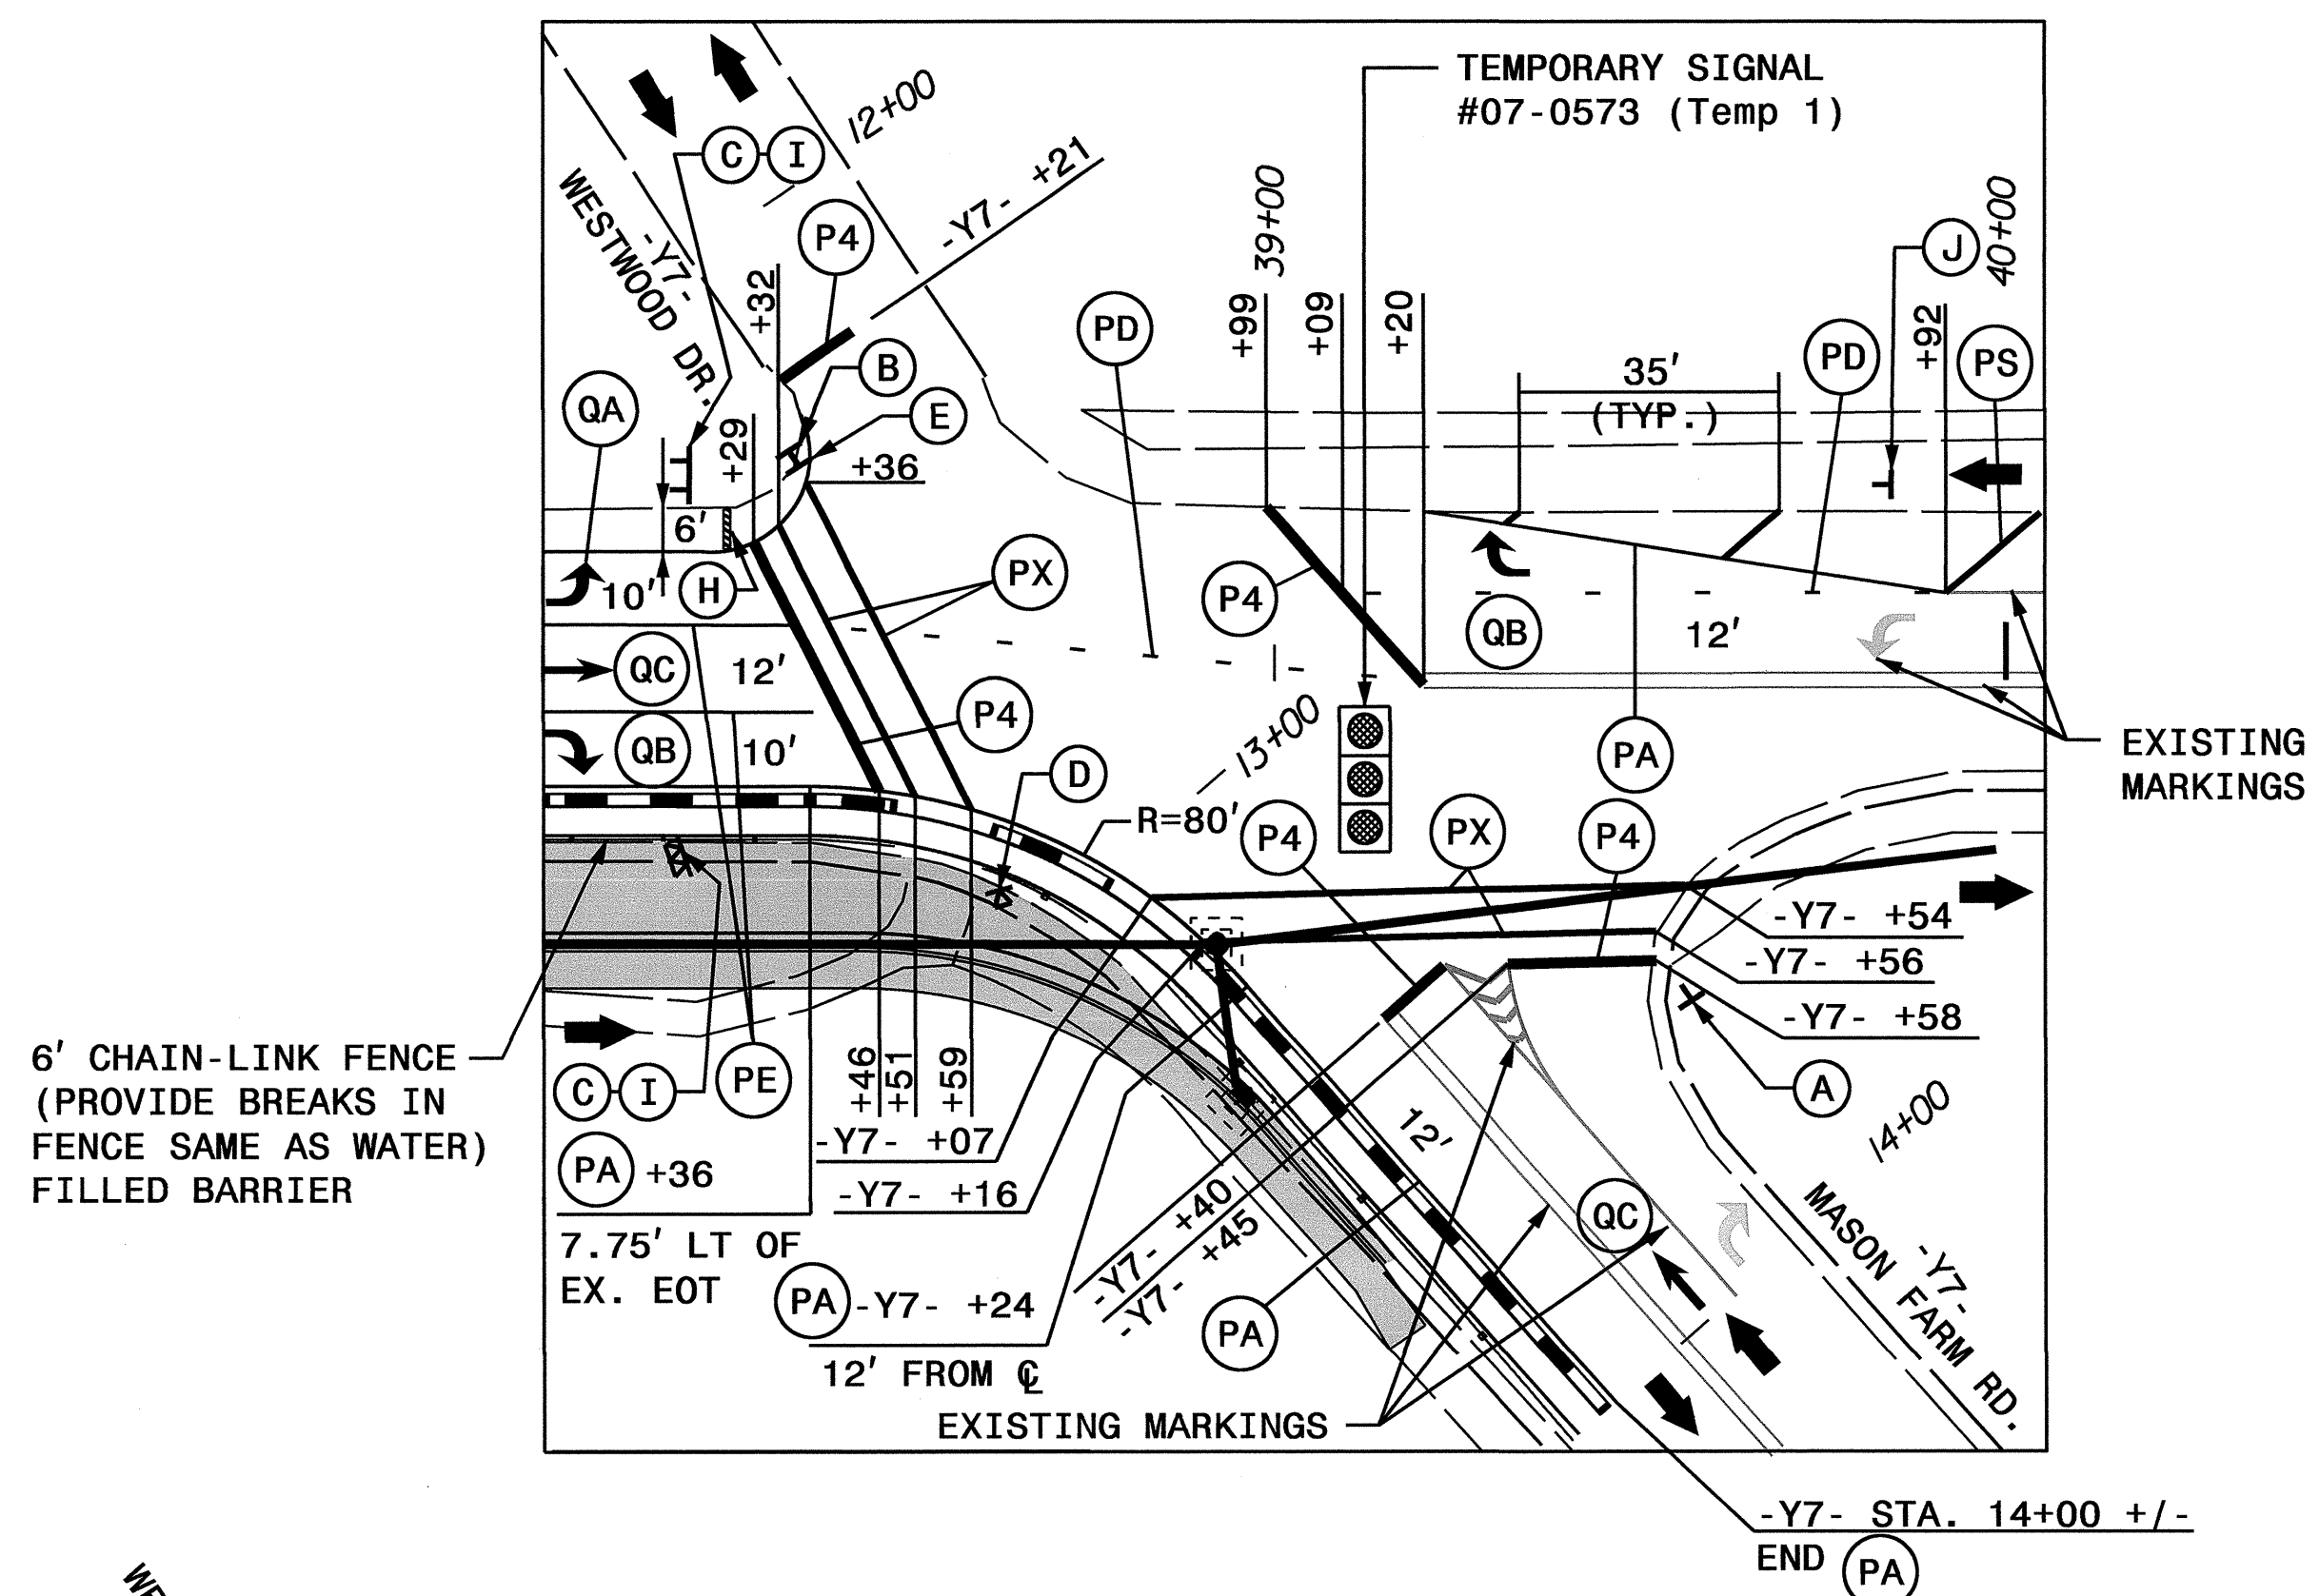 TEMPORARY SIGNAL
#07-0573 (Temp 1)
12+00
C
I
-Y7- +21
WESTWOOD DR.
-Y7-
P4
+32
39+00
J
40+00
+99
+09
+20
PD
35'
(TYP.)
PD
+92
PS
B
QA
E
+29
+36
6'
PX
H
10'
P4
QB
12'
QC
12'
P4
QB
10'
13+00
PA
EXISTING
MARKINGS
D
R=80'
P4
PX
P4
-Y7- +54
-Y7- +56
-Y7- +58
6' CHAIN-LINK FENCE
(PROVIDE BREAKS IN
FENCE SAME AS WATER)
FILLED BARRIER
C
I
PE
+46
+51
+59
A
12'
14+00
-Y7- +07
PA
+36
-Y7- +16
-Y7- +40
-Y7- +45
QC
MASON FARM RD.
-Y7-
7.75' LT OF
EX. EOT
PA
-Y7- +24
12' FROM ℄
PA
EXISTING MARKINGS
-Y7- STA. 14+00 +/-
END PA